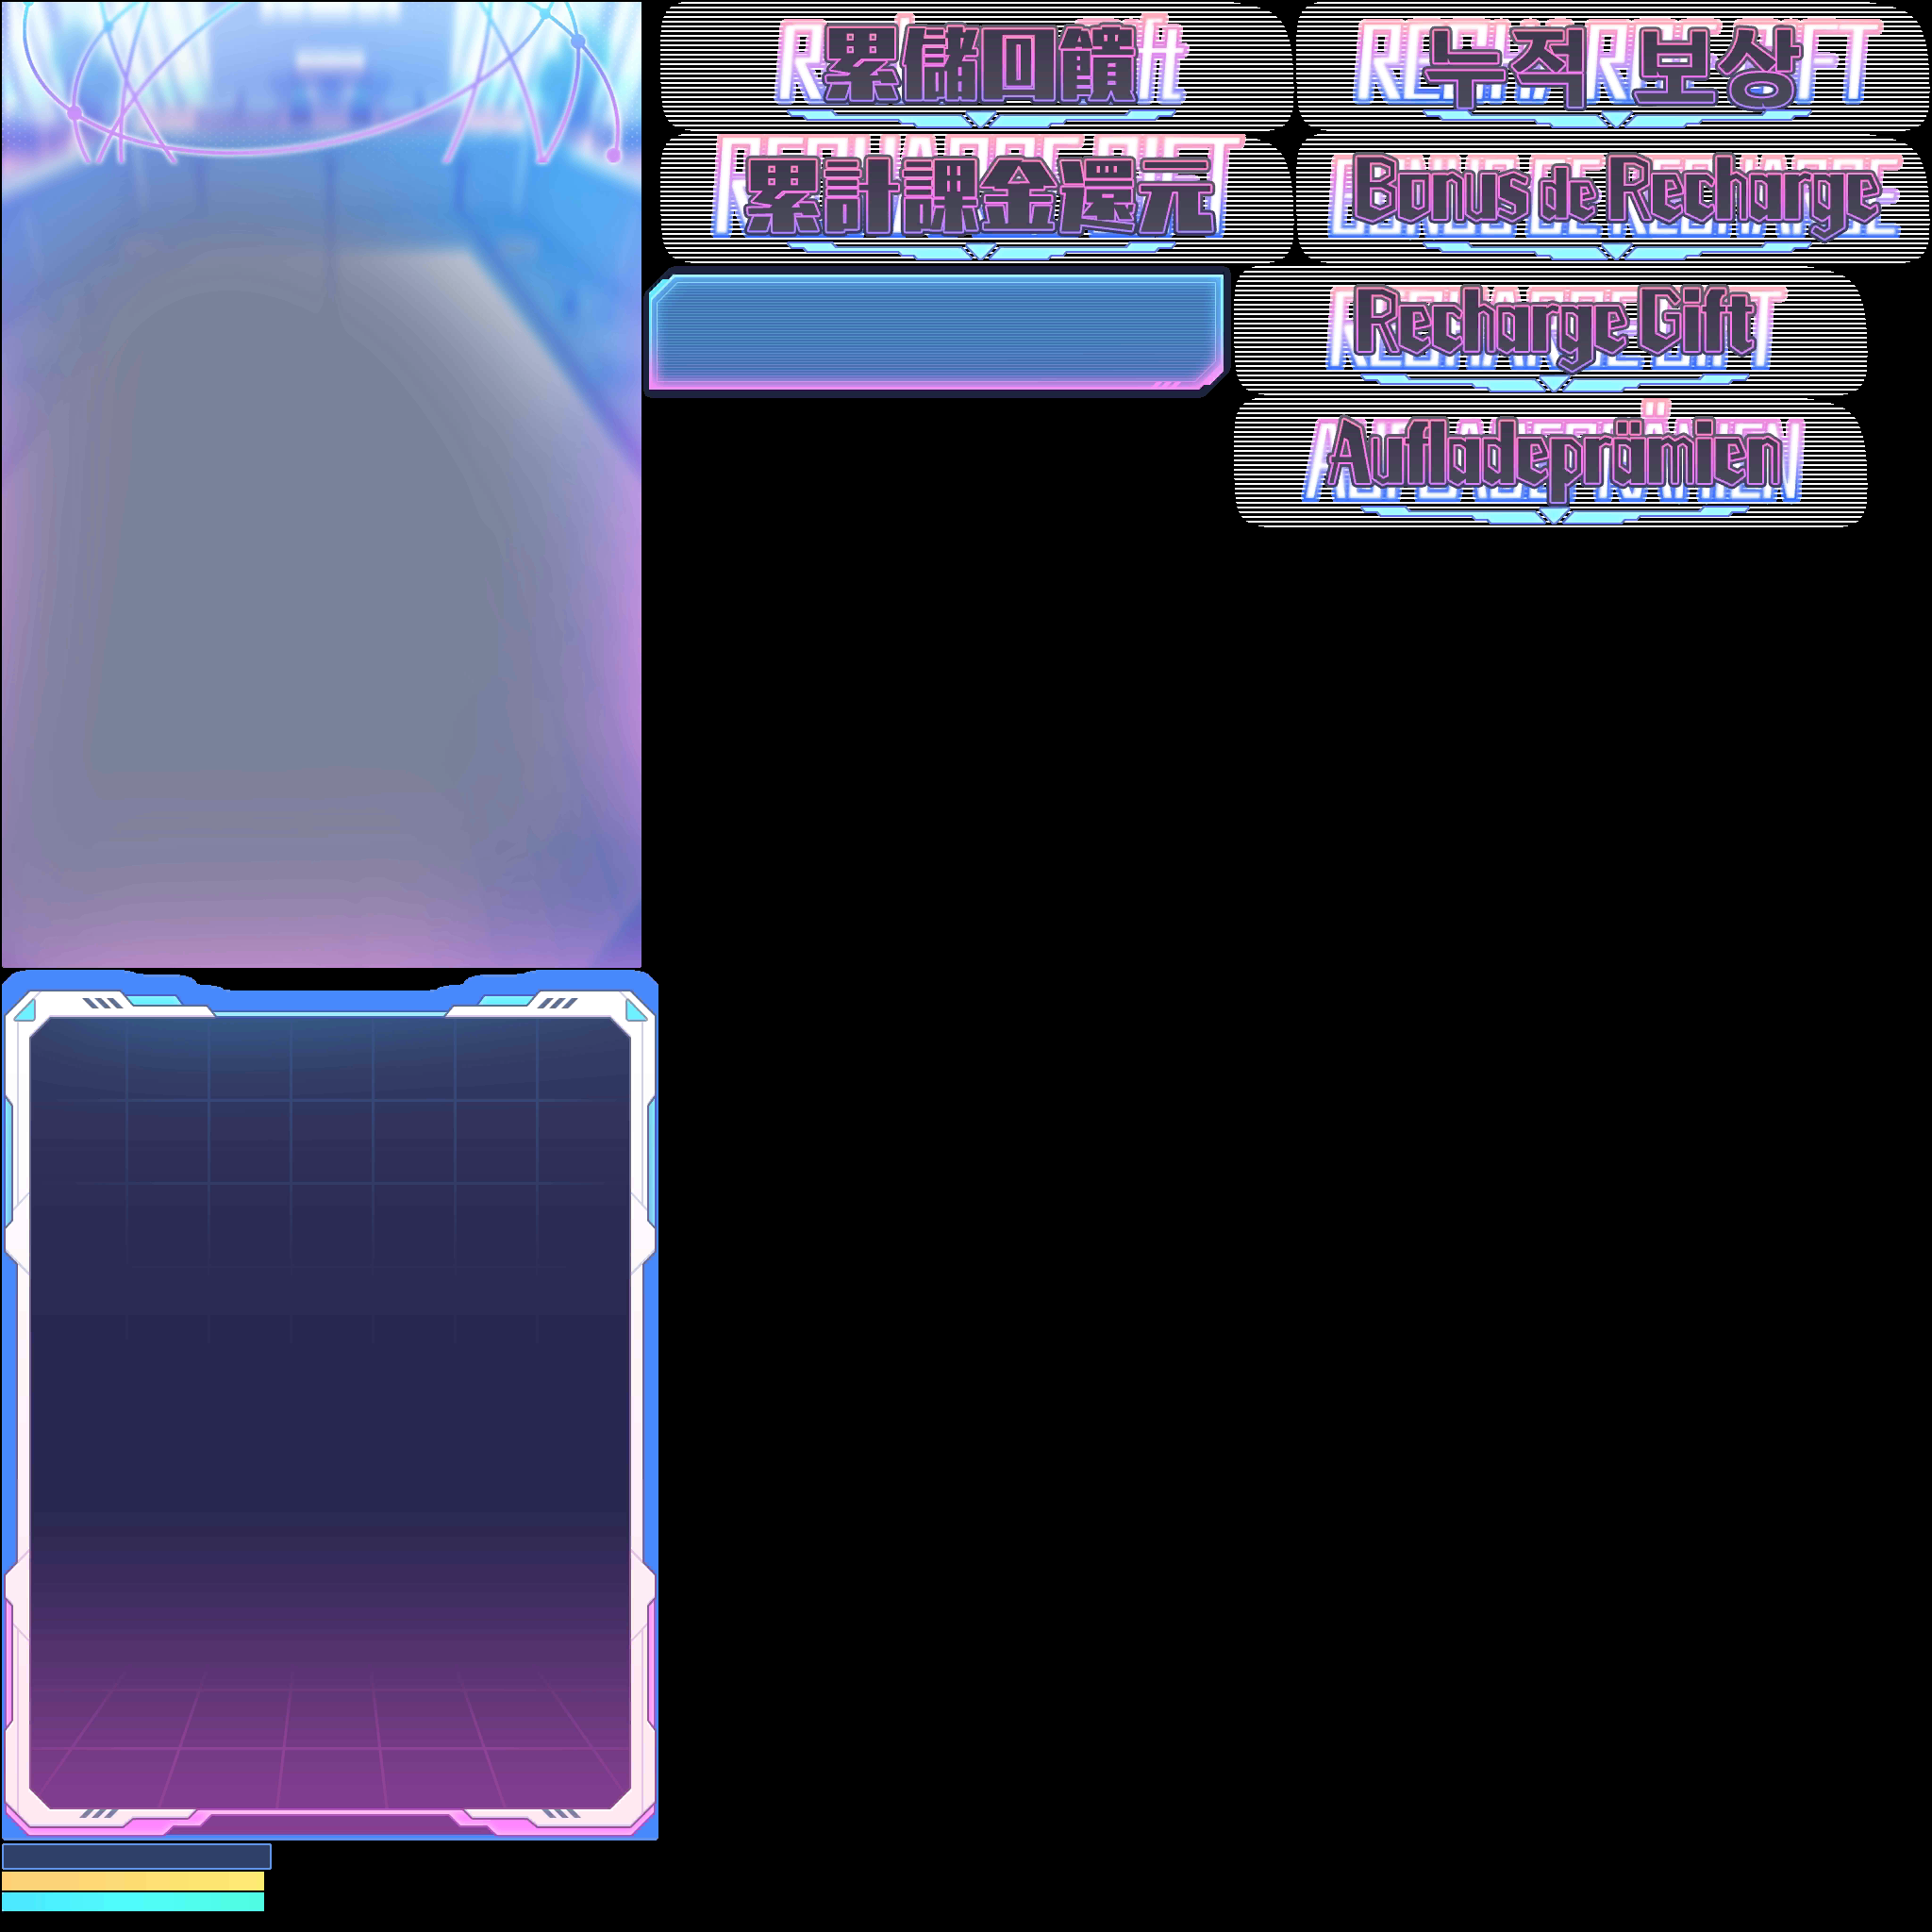 累儲回饋
누적 보상
累計課金還元
Bonus de Recharge
Recharge Gift
Aufladeprämien